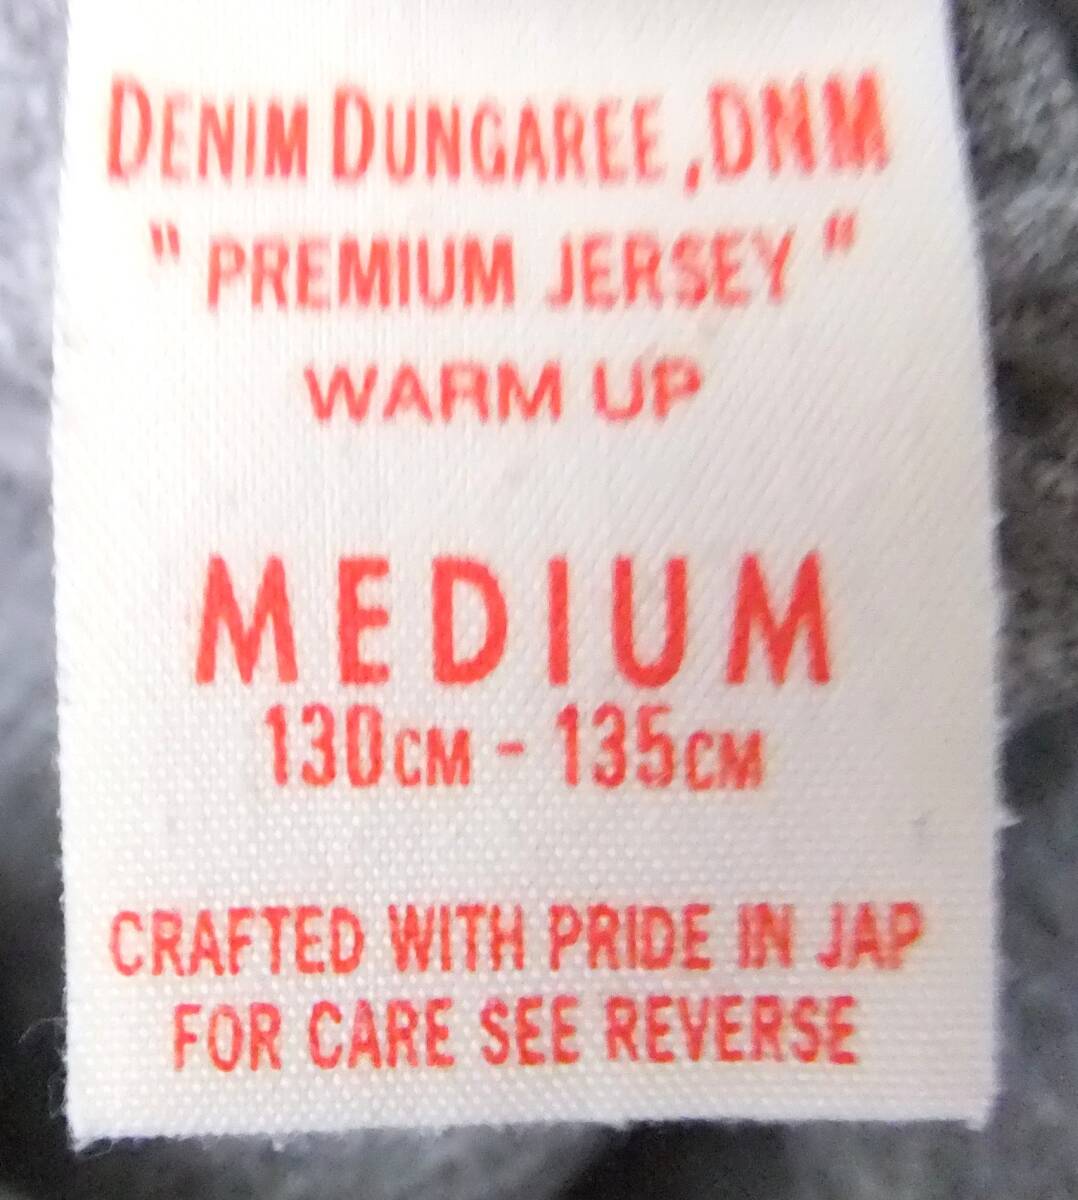 DENIM DUNGAREE ,DMM
" PREMIUM JERSEY "
WARM UP
MEDIUM
130CM - 135CM
CRAFTED WITH PRIDE IN JAP
FOR CARE SEE REVERSE